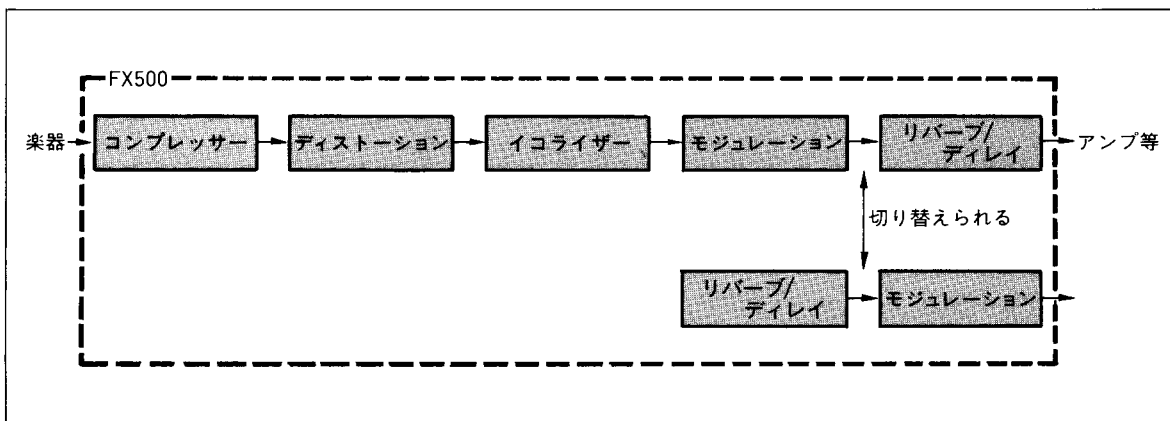 FX500
楽器
コンプレッサー
ディストーション
イコライザー
モジュレーション
リバーブ/
ディレイ
アンプ等
切り替えられる
リバーブ/
ディレイ
モジュレーション